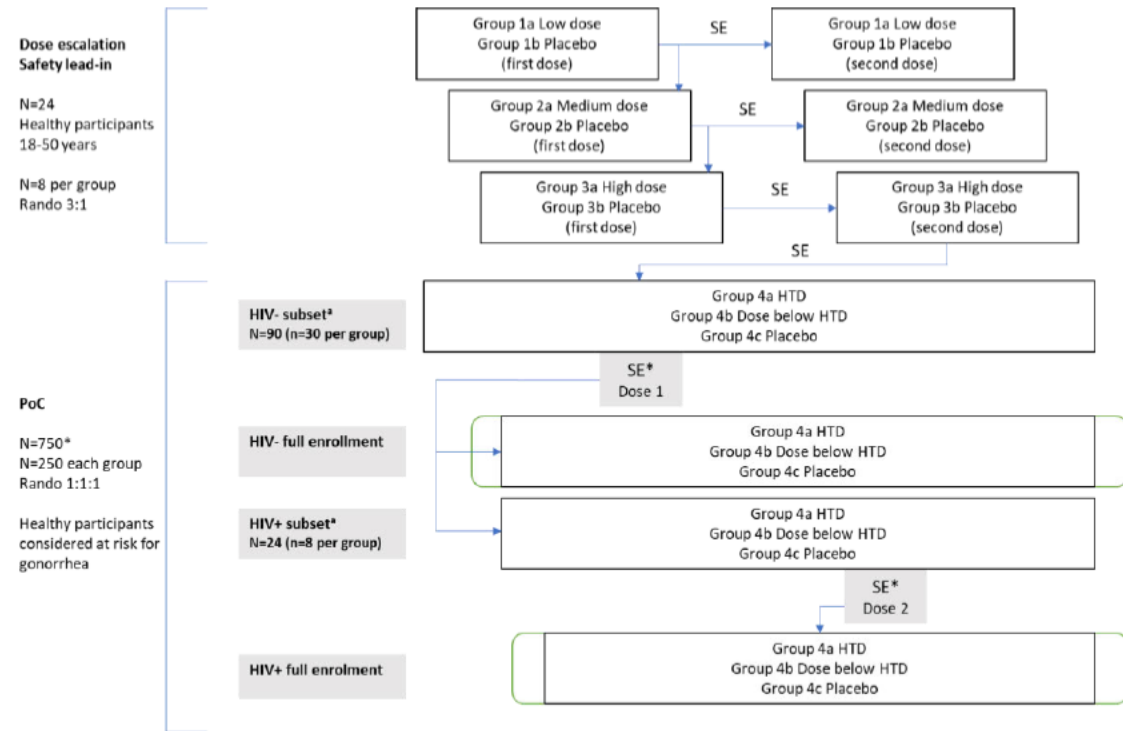 Dose escalation
Safety lead-in
N=24
Healthy participants
18-50 years
N=8 per group
Rando 3:1
Group 1a Low dose
Group 1b Placebo
(first dose)
SE
Group 1a Low dose
Group 1b Placebo
(second dose)
Group 2a Medium dose
Group 2b Placebo
(first dose)
SE
Group 2a Medium dose
Group 2b Placebo
(second dose)
Group 3a High dose
Group 3b Placebo
(first dose)
SE
Group 3a High dose
Group 3b Placebo
(second dose)
SE
PoC
N=750*
N=250 each group
Rando 1:1:1
Healthy participants
considered at risk for
gonorrhea
HIV- subsetª
N=90 (n=30 per group)
Group 4a HTD
Group 4b Dose below HTD
Group 4c Placebo
SE*
Dose 1
HIV- full enrollment
Group 4a HTD
Group 4b Dose below HTD
Group 4c Placebo
HIV+ subsetª
N=24 (n=8 per group)
Group 4a HTD
Group 4b Dose below HTD
Group 4c Placebo
SE*
Dose 2
HIV+ full enrolment
Group 4a HTD
Group 4b Dose below HTD
Group 4c Placebo